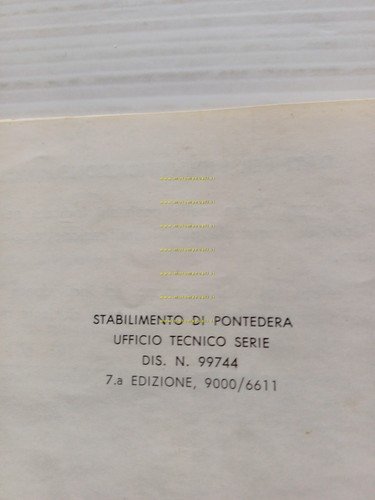 STABILIMENTO DI PONTEDERA
UFFICIO TECNICO SERIE
DIS. N. 99744
7.a EDIZIONE, 9000/6611